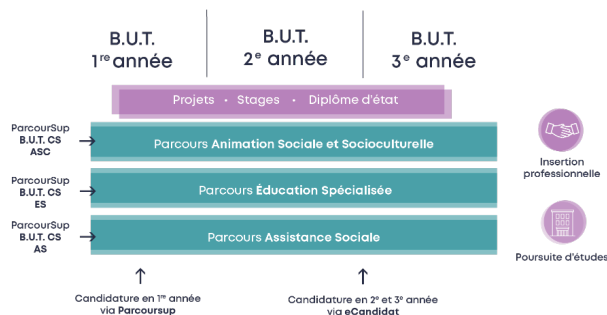 B.U.T.
1re année
B.U.T.
2e année
B.U.T.
3e année
Projets • Stages • Diplôme d'état
ParcourSup
B.U.T. CS
ASC
Parcours Animation Sociale et Socioculturelle
ParcourSup
B.U.T. CS
ES
Parcours Éducation Spécialisée
ParcourSup
B.U.T. CS
AS
Parcours Assistance Sociale
Insertion
professionnelle
Poursuite d'études
Candidature en 1re année
via Parcoursup
Candidature en 2e et 3e année
via eCandidat